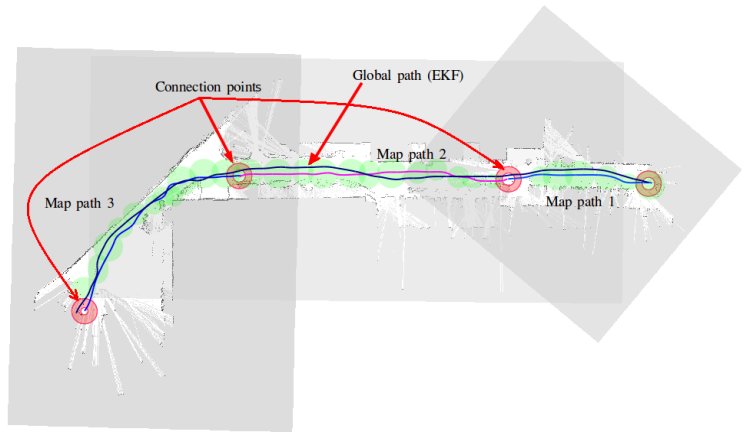 Global path (EKF)
Connection points
Map path 2
Map path 3
Map path 1